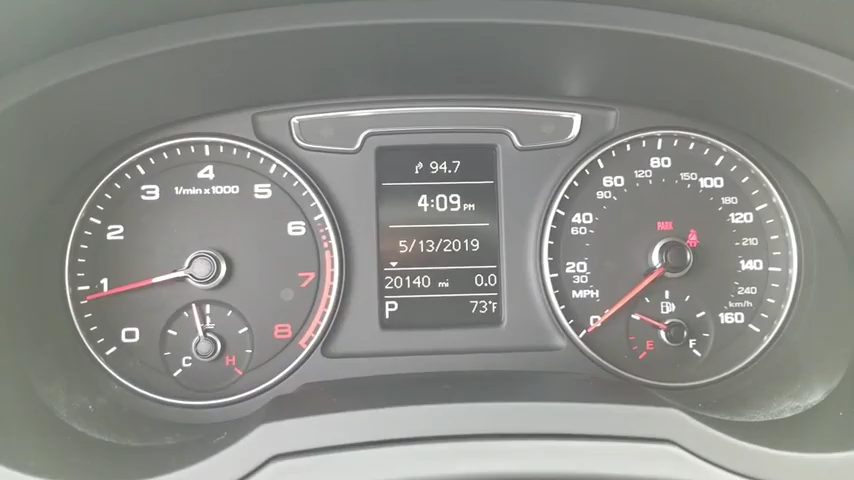 94.7
4:09 PM
5/13/2019
20140 mi 0.0
P 73°F
1/min x 1000
0 1 2 3 4 5 6 7 8
C H
0 20 40 60 80 100 120 140 160
MPH
30 60 90 120 150 180 210 240
km/h
PARK
E F